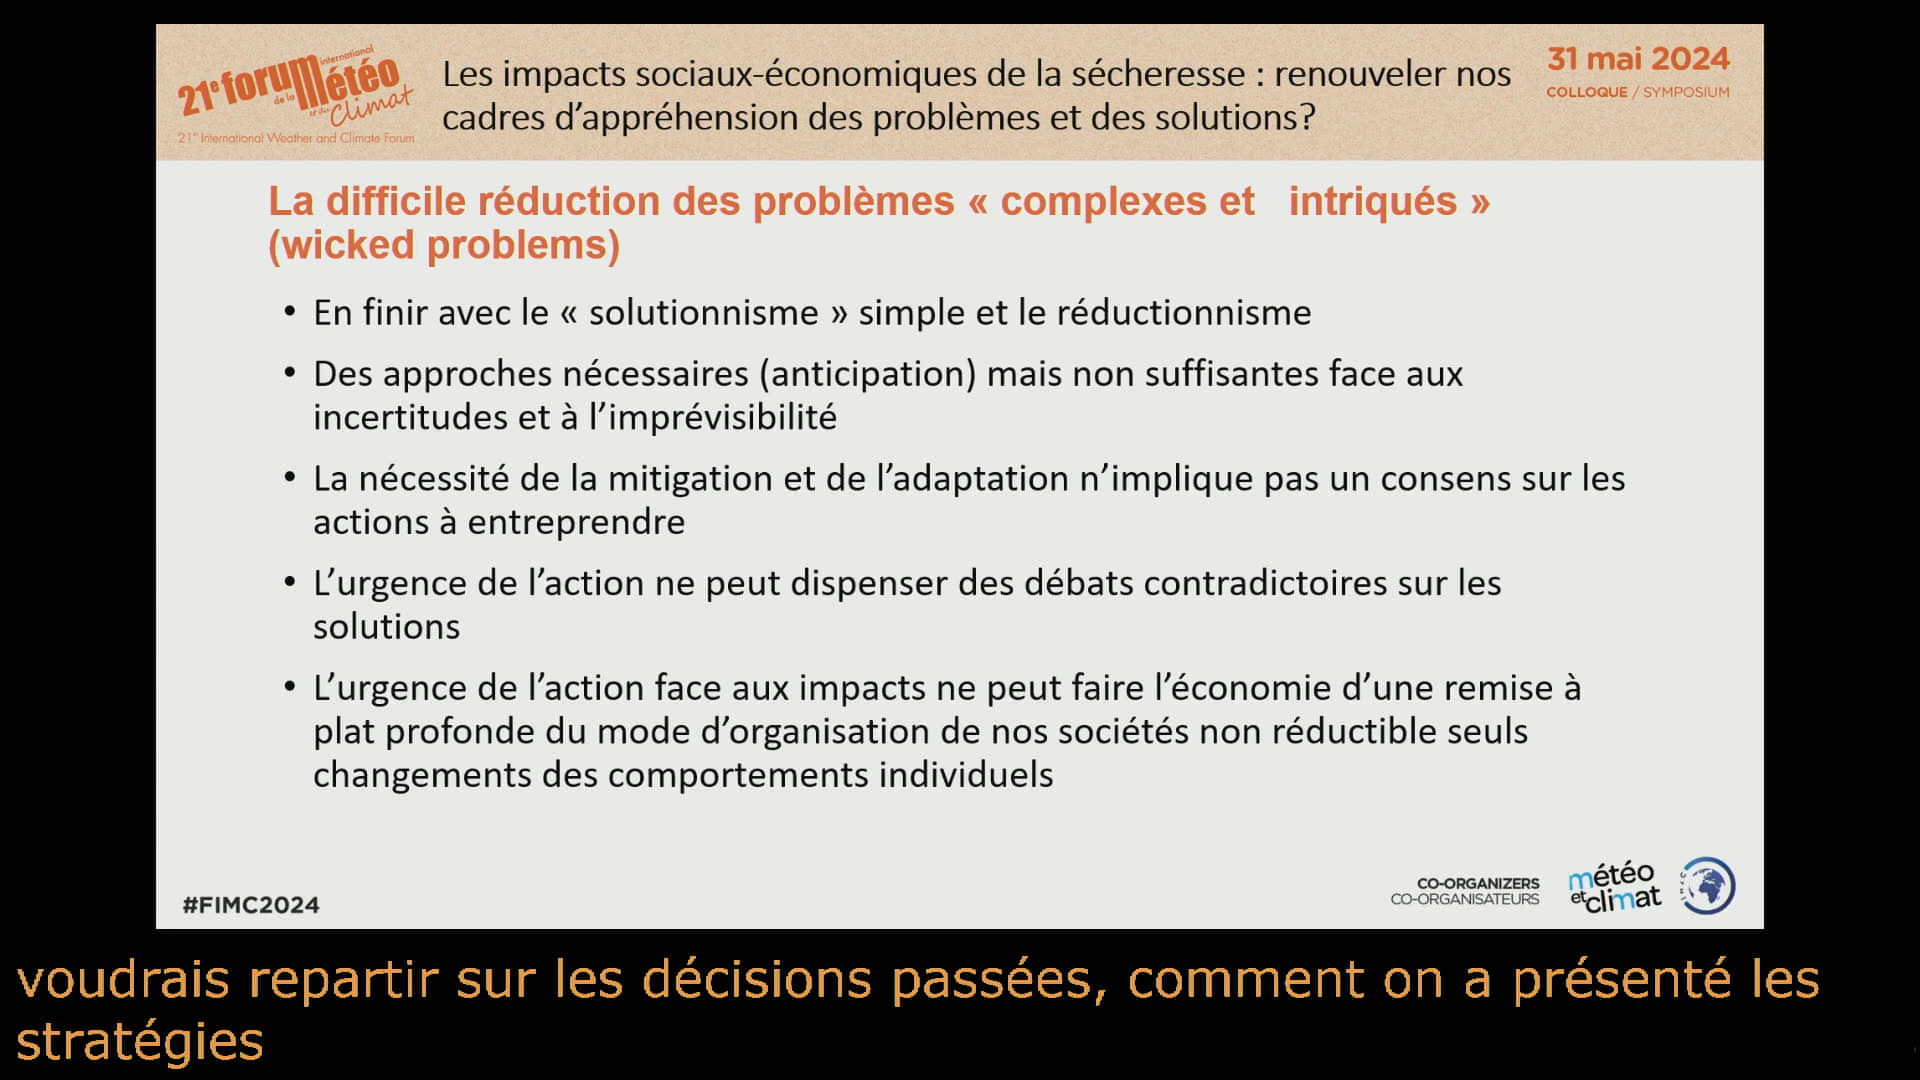 21e forum international
de la météo
et du Climat
21st International Weather and Climate Forum
Les impacts sociaux-économiques de la sécheresse : renouveler nos
cadres d’appréhension des problèmes et des solutions?
31 mai 2024
COLLOQUE / SYMPOSIUM
La difficile réduction des problèmes « complexes et intriqués »
(wicked problems)
• En finir avec le « solutionnisme » simple et le réductionnisme
• Des approches nécessaires (anticipation) mais non suffisantes face aux
incertitudes et à l’imprévisibilité
• La nécessité de la mitigation et de l’adaptation n’implique pas un consens sur les
actions à entreprendre
• L’urgence de l’action ne peut dispenser des débats contradictoires sur les
solutions
• L’urgence de l’action face aux impacts ne peut faire l’économie d’une remise à
plat profonde du mode d’organisation de nos sociétés non réductible seuls
changements des comportements individuels
#FIMC2024
CO-ORGANIZERS
CO-ORGANISATEURS
météo
et climat
voudrais repartir sur les décisions passées, comment on a présenté les
stratégies